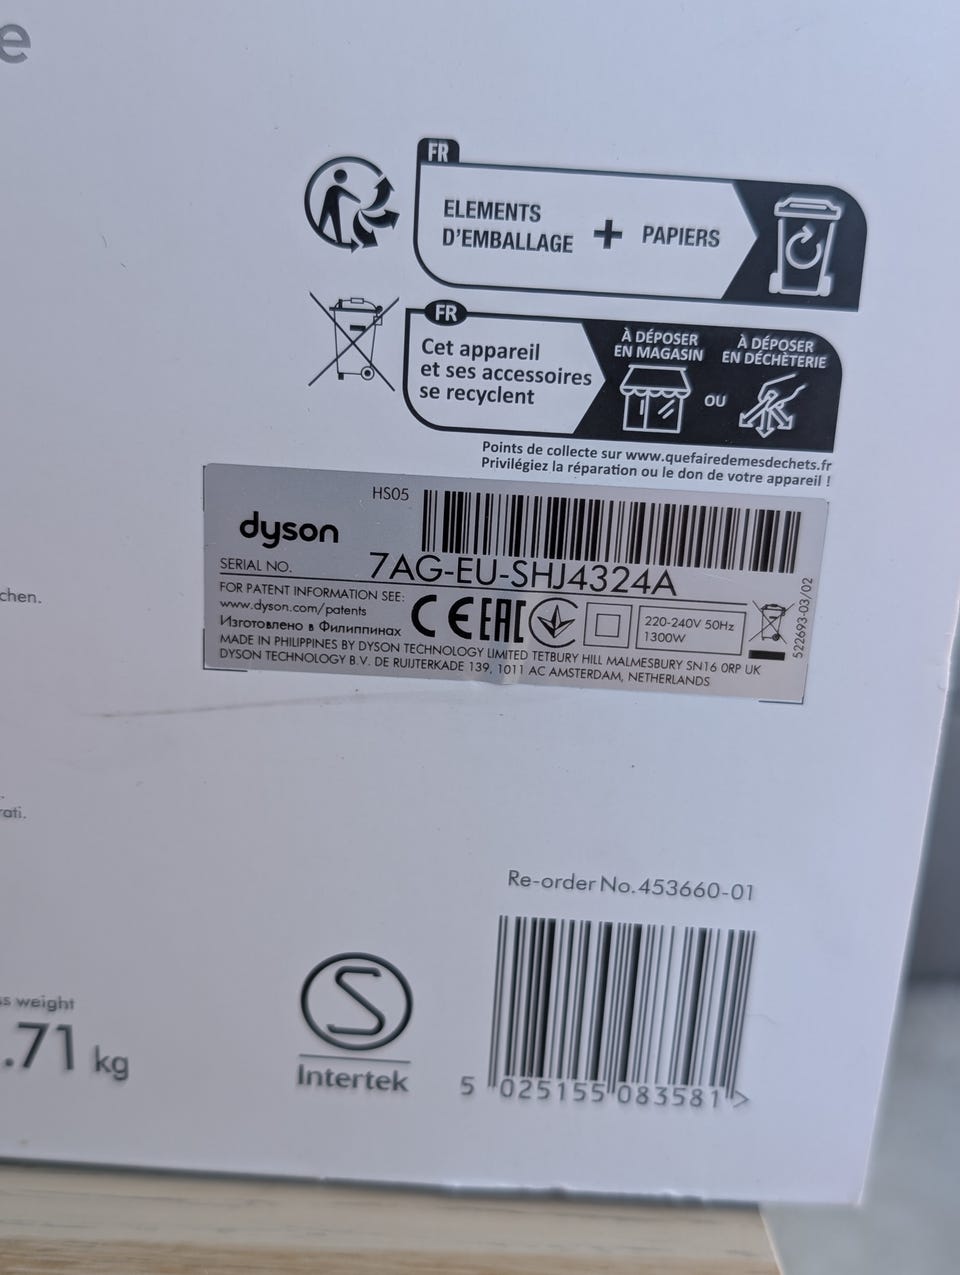 e
FR
ELEMENTS
D'EMBALLAGE + PAPIERS
FR
Cet appareil
et ses accessoires
se recyclent
À DÉPOSER
EN MAGASIN
OU
À DÉPOSER
EN DÉCHÈTERIE
Points de collecte sur www.quefairedemesdechets.fr
Privilégiez la réparation ou le don de votre appareil !
HS05
dyson
SERIAL NO. 7AG-EU-SHJ4324A
FOR PATENT INFORMATION SEE:
www.dyson.com/patents
Изготовлено в Филиппинах
CE EAC
220-240V 50Hz
1300W
MADE IN PHILIPPINES BY DYSON TECHNOLOGY LIMITED TETBURY HILL MALMESBURY SN16 0RP UK
DYSON TECHNOLOGY B.V. DE RUIJTERKADE 139, 1011 AC AMSTERDAM, NETHERLANDS
522693-03/02
chen.
rati.
Re-order No.453660-01
5 025155 083581 >
S
Intertek
ss weight
.71 kg